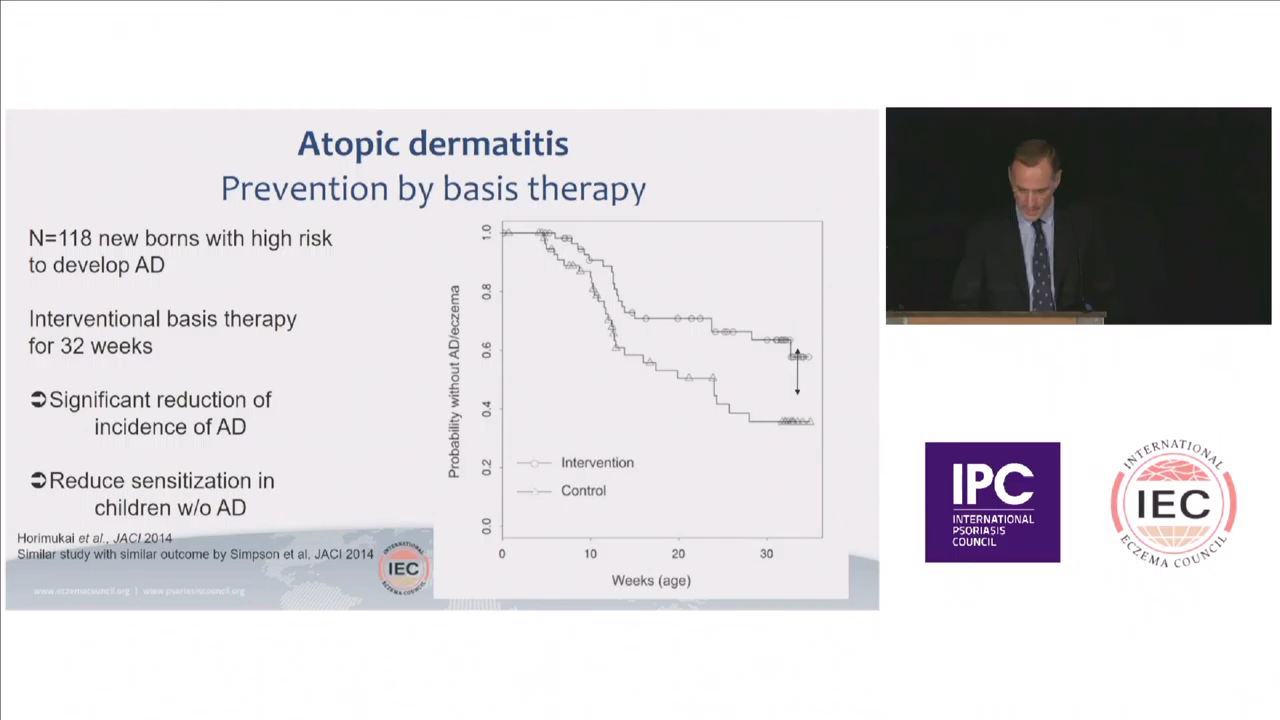 Atopic dermatitis
Prevention by basis therapy
N=118 new borns with high risk
to develop AD
Interventional basis therapy
for 32 weeks
➲Significant reduction of
incidence of AD
➲Reduce sensitization in
children w/o AD
Horimukai et al., JACI 2014
Similar study with similar outcome by Simpson et al, JACI 2014
www.eczemacouncil.org | www.psoriasiscouncil.org
INTERNATIONAL
IEC
ECZEMA COUNCIL
Probability without AD/eczema
1.0
0.8
0.6
0.4
0.2
0.0
Intervention
Control
0 10 20 30
Weeks (age)
IPC
INTERNATIONAL
PSORIASIS
COUNCIL
INTERNATIONAL
IEC
ECZEMA COUNCIL